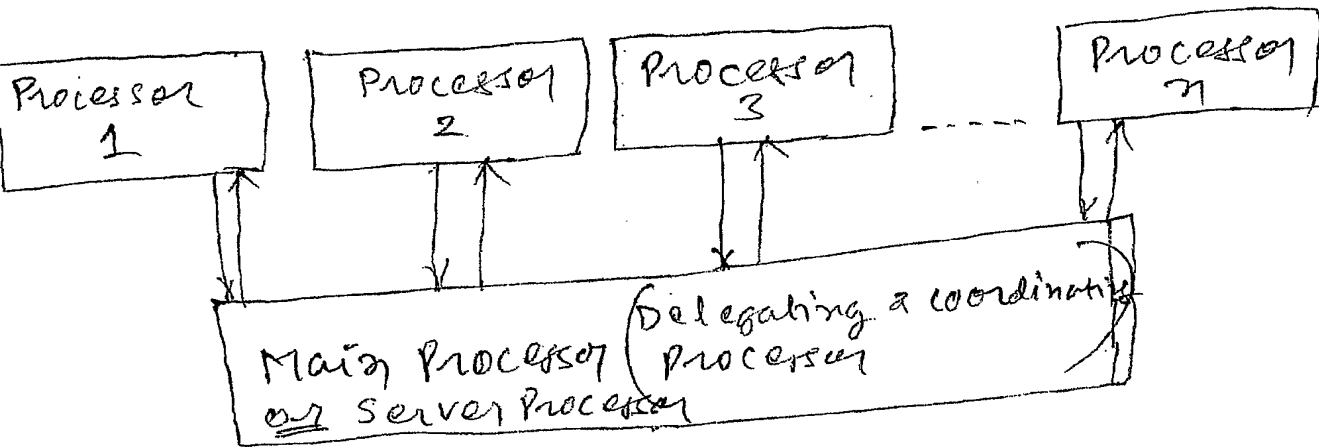 Processor
1
Processor
2
Processor
3
-----
Processor
n
Main Processor (Delegating & coordinating
processor)
or Server Processor